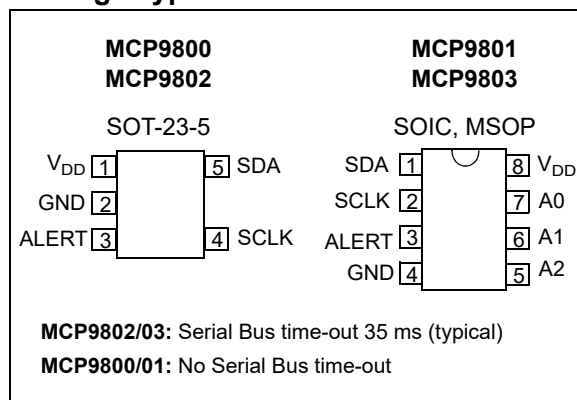 MCP9800
MCP9802
SOT-23-5
VDD 1
5 SDA
GND 2
ALERT 3
4 SCLK
MCP9801
MCP9803
SOIC, MSOP
SDA 1
8 VDD
SCLK 2
7 A0
ALERT 3
6 A1
GND 4
5 A2
MCP9802/03: Serial Bus time-out 35 ms (typical)
MCP9800/01: No Serial Bus time-out